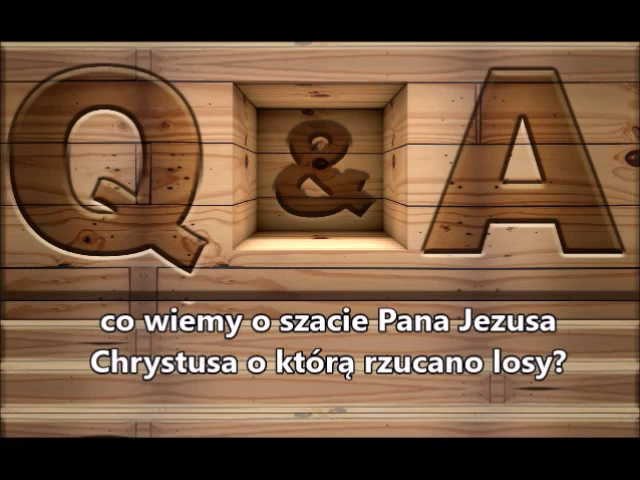 Q & A
co wiemy o szacie Pana Jezusa
Chrystusa o którą rzucano losy?